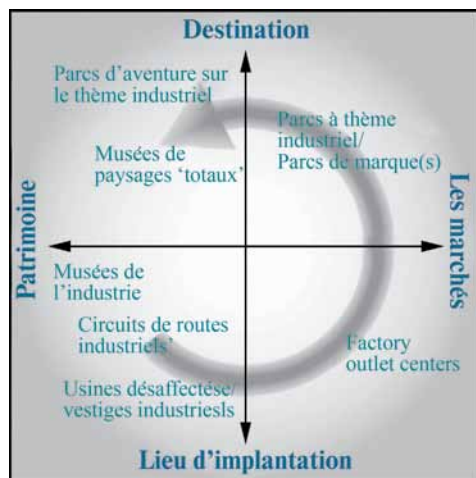 Destination
Parcs d'aventure sur
le thème industriel
Parcs à thème
industriel/
Parcs de marque(s)
Musées de
paysages 'totaux'
Patrimoine
Les marchés
Musées de
l'industrie
Circuits de routes
industriels'
Factory
outlet centers
Usines désaffectése/
vestiges industriesls
Lieu d'implantation